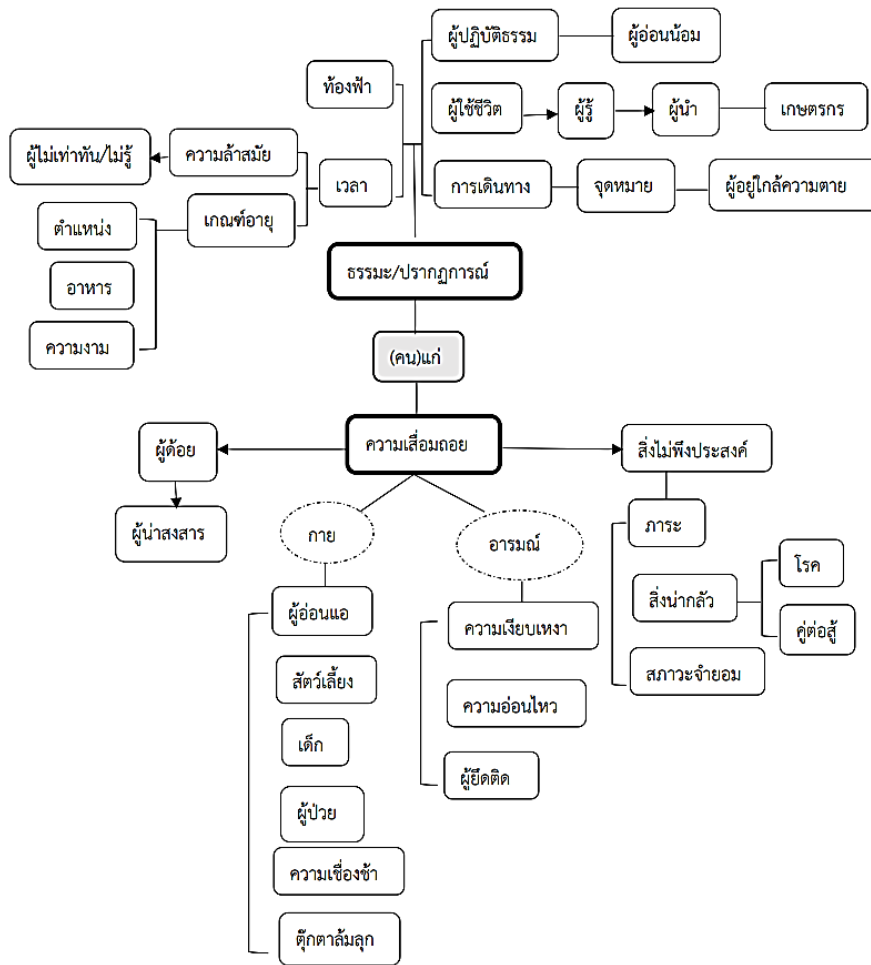 ผู้ปฏิบัติธรรม
ผู้อ่อนน้อม
ท้องฟ้า
ผู้ใช้ชีวิต
ผู้รู้
ผู้นำ
เกษตรกร
ผู้ไม่เท่าทัน/ไม่รู้
ความล้าสมัย
เวลา
การเดินทาง
จุดหมาย
ผู้อยู่ใกล้ความตาย
ตำแหน่ง
เกณฑ์อายุ
อาหาร
ความงาม
ธรรมะ/ปรากฏการณ์
(คน)แก่
ความเสื่อมถอย
ผู้ด้อย
ผู้น่าสงสาร
สิ่งไม่พึงประสงค์
กาย
อารมณ์
ภาระ
สิ่งน่ากลัว
โรค
คู่ต่อสู้
สภาวะจำยอม
ผู้อ่อนแอ
สัตว์เลี้ยง
เด็ก
ผู้ป่วย
ความเชื่องช้า
ตุ๊กตาล้มลุก
ความเงียบเหงา
ความอ่อนไหว
ผู้ยึดติด